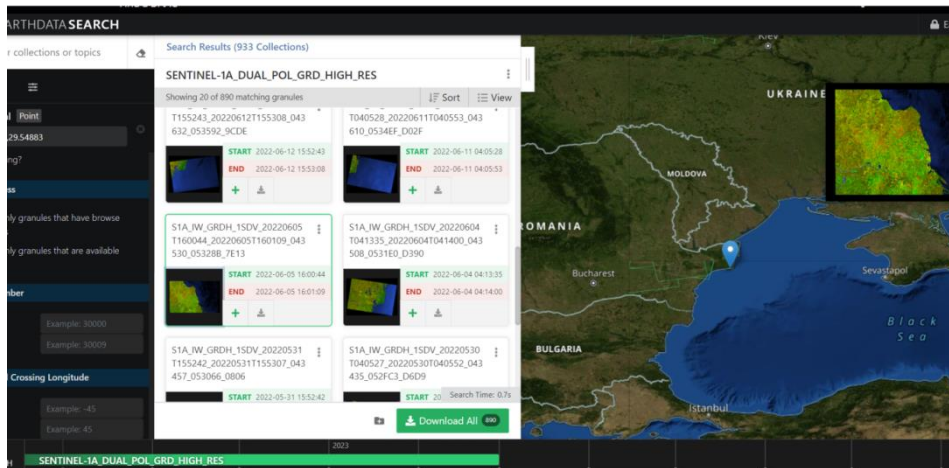 ARTHDATA SEARCH
r collections or topics
Point
,29.54883
ing?
nly granules that have browse
nly granules that are available
mber
Example: 30000
Example: 30009
l Crossing Longitude
Example: -45
Example: 45
Search Results (933 Collections)
SENTINEL-1A_DUAL_POL_GRD_HIGH_RES
Showing 20 of 890 matching granules
Sort
View
T155243_20220612T155308_043
632_053592_9CDE
START 2022-06-12 15:52:43
END 2022-06-12 15:53:08
T040528_20220611T040553_043
610_0534EF_D02F
START 2022-06-11 04:05:28
END 2022-06-11 04:05:53
S1A_IW_GRDH_1SDV_20220605
T160044_20220605T160109_043
530_05328B_7E13
START 2022-06-05 16:00:44
END 2022-06-05 16:01:09
S1A_IW_GRDH_1SDV_20220604
T041335_20220604T041400_043
508_0531E0_D390
START 2022-06-04 04:13:35
END 2022-06-04 04:14:00
S1A_IW_GRDH_1SDV_20220531
T155242_20220531T155307_043
457_053066_0806
START 2022-05-31 15:52:42
S1A_IW_GRDH_1SDV_20220530
T040527_20220530T040552_043
435_052FC3_D6D9
START 20
Search Time: 0.7s
Download All 890
Kiev
UKRAINE
MOLDOVA
OMANIA
Bucharest
Sevastapol
Black
Sea
BULGARIA
Istanbul
2023
SENTINEL-1A_DUAL_POL_GRD_HIGH_RES